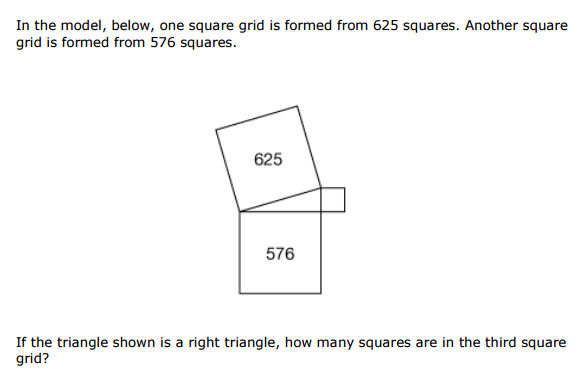 In the model, below, one square grid is formed from 625 squares. Another square
grid is formed from 576 squares.
625
576
If the triangle shown is a right triangle, how many squares are in the third square
grid?